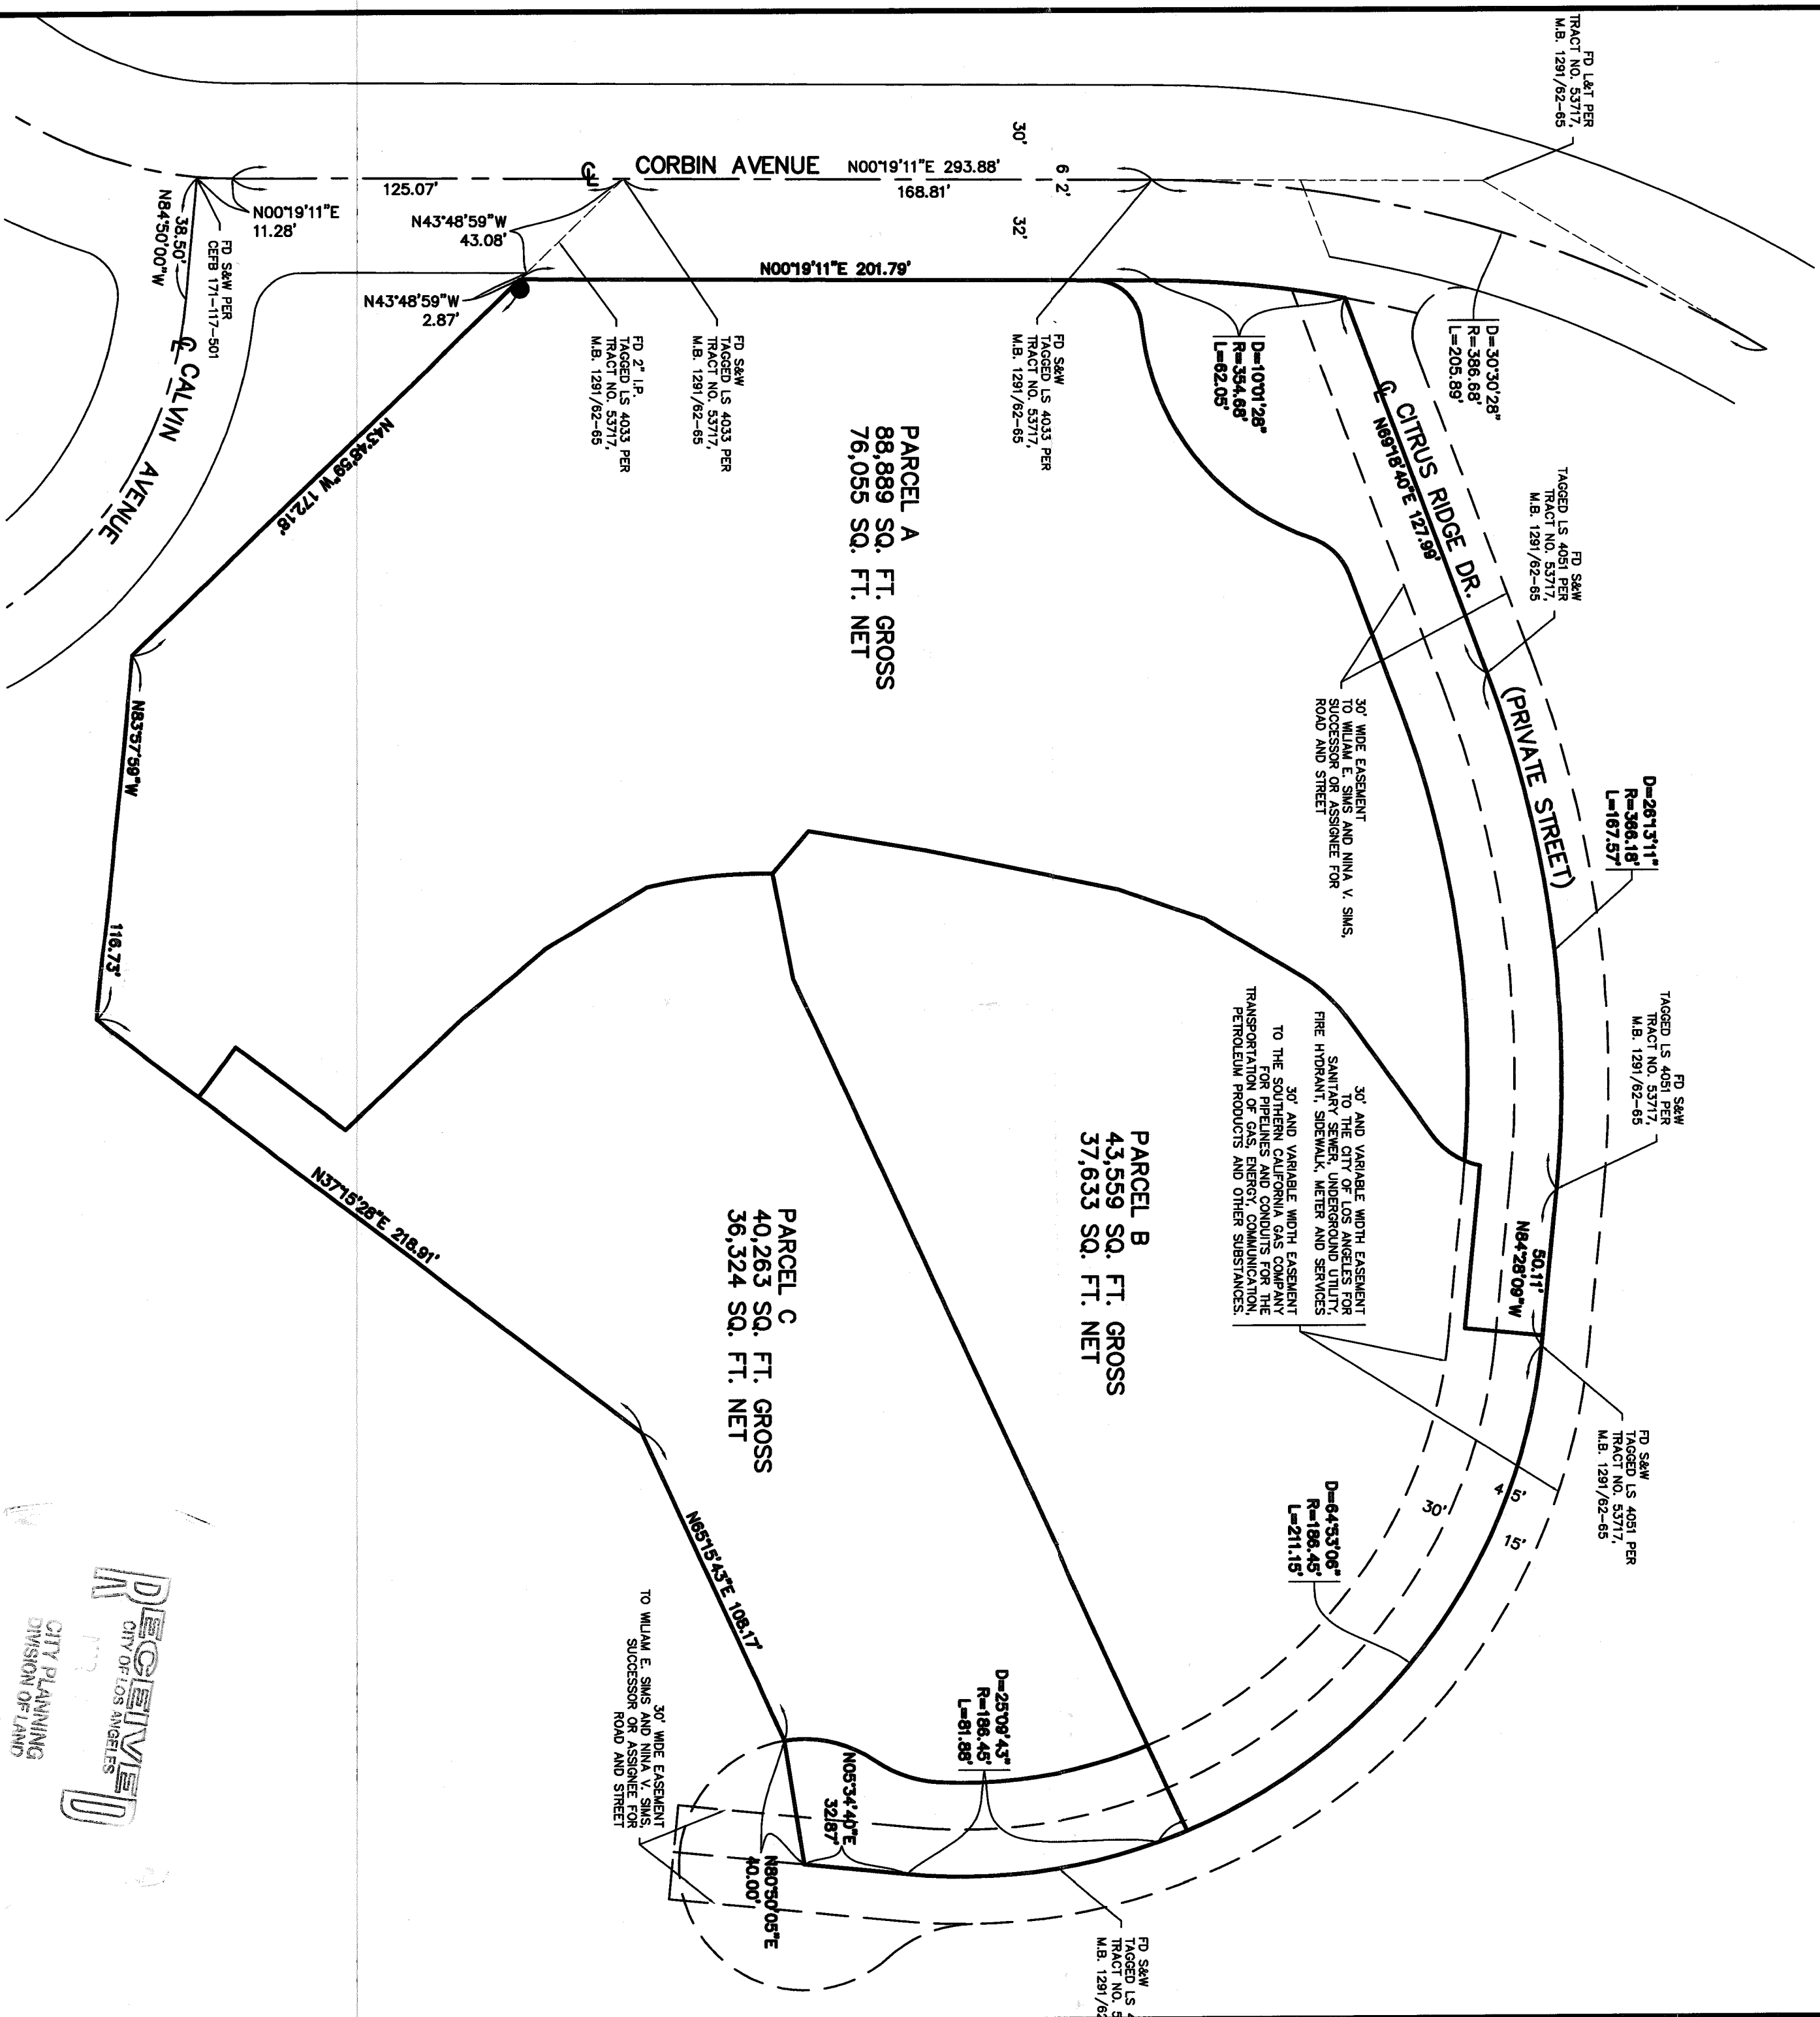 FD L&T PER
TRACT NO. 53717,
M.B. 1291/62-65
30'
CORBIN AVENUE
N00°19'11"E 293.88'
168.81'
6 2'
32'
125.07'
N00°19'11"E
11.28'
N43°48'59"W
43.08'
38.50'
N84°50'00"W
FD S&W PER
CEFB 171-117-501
N43°48'59"W
2.87'
N00°19'11"E 201.79'
FD 2" I.P.
TAGGED LS 4033 PER
TRACT NO. 53717,
M.B. 1291/62-65
FD S&W
TAGGED LS 4033 PER
TRACT NO. 53717,
M.B. 1291/62-65
FD S&W
TAGGED LS 4033 PER
TRACT NO. 53717,
M.B. 1291/62-65
D=10°01'28"
R=354.68'
L=62.05'
D=30°30'28"
R=386.68'
L=205.89'
CALVIN AVENUE
N43°48'59"W 172.18'
PARCEL A
88,889 SQ. FT. GROSS
76,055 SQ. FT. NET
CITRUS RIDGE DR.
N69°18'40"E 127.99'
FD S&W
TAGGED LS 4051 PER
TRACT NO. 53717,
M.B. 1291/62-65
(PRIVATE STREET)
30' WIDE EASEMENT
TO WILIAM E. SIMS AND NINA V. SIMS,
SUCCESSOR OR ASSIGNEE FOR
ROAD AND STREET
D=26°13'11"
R=366.18'
L=167.57'
N83°57'59"W
116.73'
FD S&W
TAGGED LS 4051 PER
TRACT NO. 53717,
M.B. 1291/62-65
30' AND VARIABLE WIDTH EASEMENT
TO THE CITY OF LOS ANGELES FOR
SANITARY SEWER, UNDERGROUND UTILITY,
FIRE HYDRANT, SIDEWALK, METER AND SERVICES
30' AND VARIABLE WIDTH EASEMENT
TO THE SOUTHERN CALIFORNIA GAS COMPANY
FOR PIPELINES AND CONDUITS FOR THE
TRANSPORTATION OF GAS, ENERGY, COMMUNICATION,
PETROLEUM PRODUCTS AND OTHER SUBSTANCES.
50.11'
N84°28'09"W
PARCEL B
43,559 SQ. FT. GROSS
37,633 SQ. FT. NET
PARCEL C
40,263 SQ. FT. GROSS
36,324 SQ. FT. NET
N37°15'28"E 218.91'
FD S&W
TAGGED LS 4051 PER
TRACT NO. 53717,
M.B. 1291/62-65
4 5'
30'
15'
D=64°53'06"
R=186.45'
L=211.15'
N65°15'43"E 108.17'
D=25°09'43"
R=186.45'
L=81.88'
30' WIDE EASEMENT
TO WILIAM E. SIMS AND NINA V. SIMS,
SUCCESSOR OR ASSIGNEE FOR
ROAD AND STREET
N05°34'40"E
32.87'
N80°50'05"E
40.00'
FD S&W
TAGGED LS
TRACT NO.
M.B. 1291/
RECEIVED
CITY OF LOS ANGELES
CITY PLANNING
DIVISION OF LAND